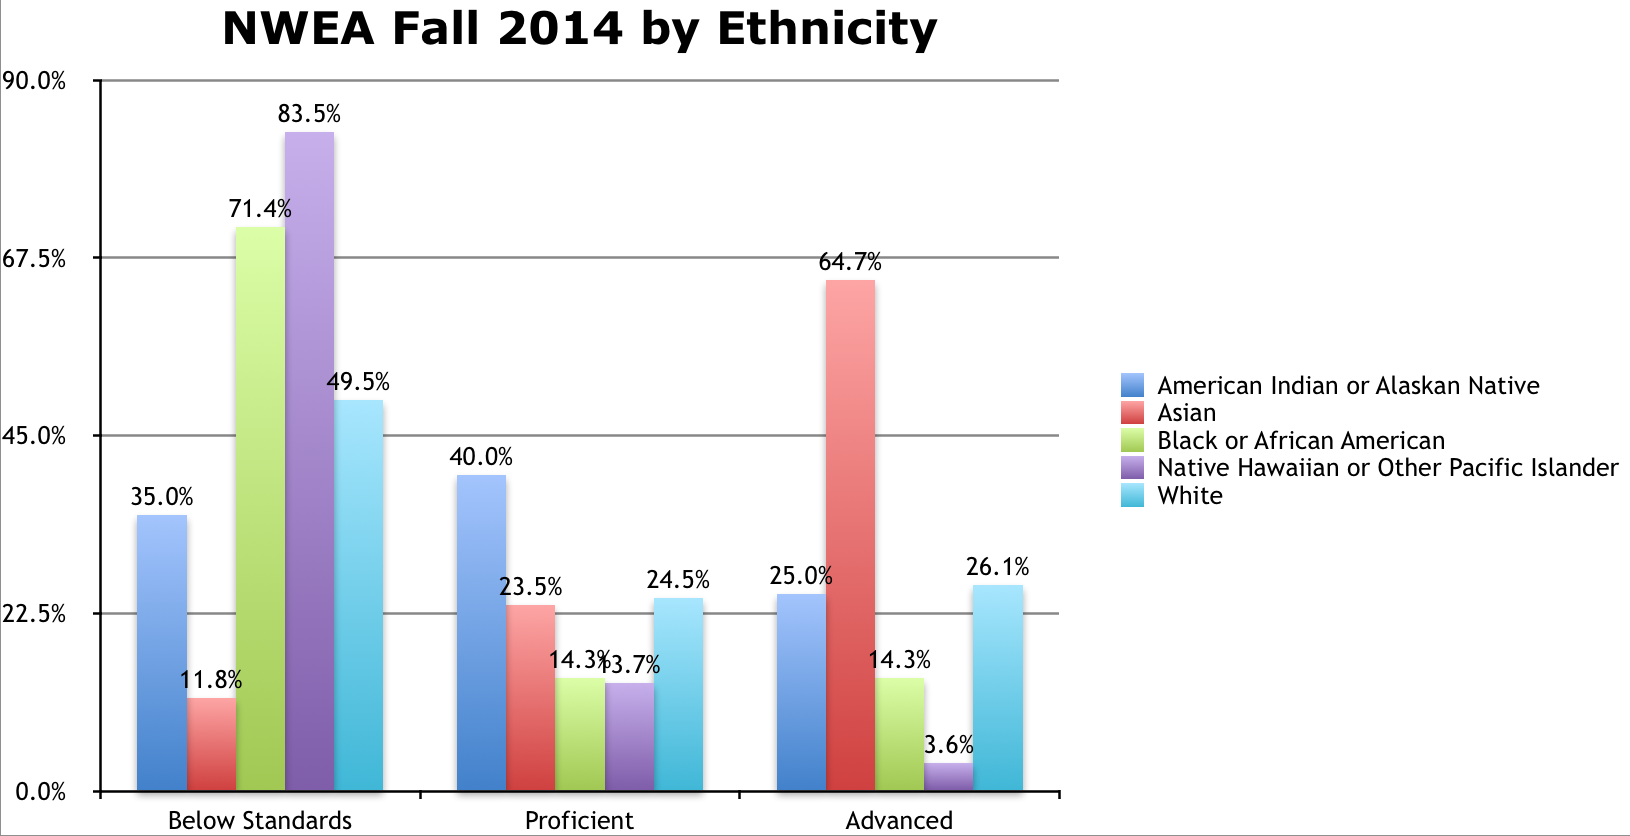 NWEA Fall 2014 by Ethnicity
90.0%
83.5%
71.4%
67.5%
64.7%
49.5%
45.0%
40.0%
35.0%
26.1%
25.0%
24.5%
23.5%
22.5%
14.3%
13.7%
14.3%
11.8%
3.6%
0.0%
Below Standards
Proficient
Advanced
American Indian or Alaskan Native
Asian
Black or African American
Native Hawaiian or Other Pacific Islander
White